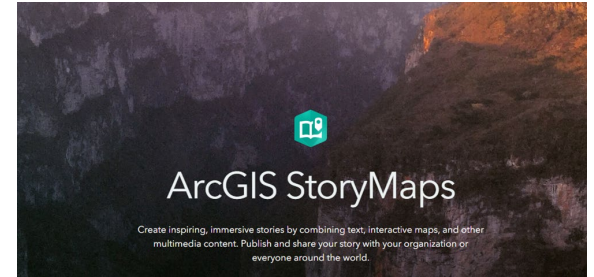 ArcGIS StoryMaps
Create inspiring, immersive stories by combining text, interactive maps, and other
multimedia content. Publish and share your story with your organization or
everyone around the world.